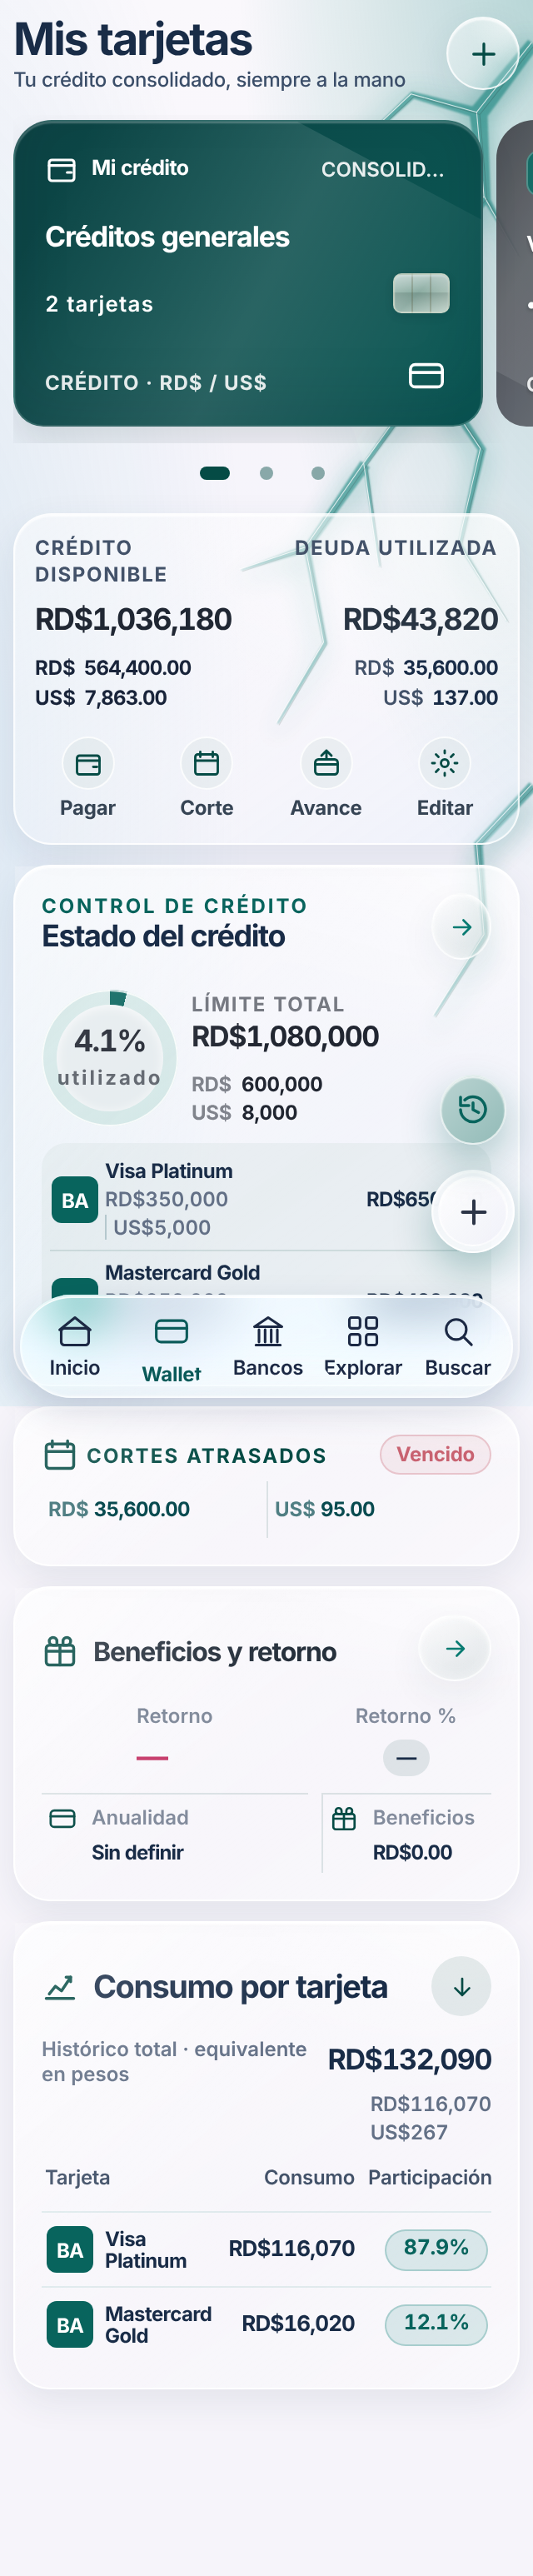 Mis tarjetas
Tu crédito consolidado, siempre a la mano
Mi crédito
CONSOLID...
Créditos generales
2 tarjetas
CRÉDITO · RD$ / US$
CRÉDITO DISPONIBLE
DEUDA UTILIZADA
RD$1,036,180
RD$43,820
RD$ 564,400.00
RD$ 35,600.00
US$ 7,863.00
US$ 137.00
Pagar
Corte
Avance
Editar
CONTROL DE CRÉDITO
Estado del crédito
4.1%
utilizado
LÍMITE TOTAL
RD$1,080,000
RD$ 600,000
US$ 8,000
BA
Visa Platinum
RD$350,000
US$5,000
Mastercard Gold
Inicio
Wallet
Bancos
Explorar
Buscar
CORTES ATRASADOS
Vencido
RD$ 35,600.00
US$ 95.00
Beneficios y retorno
Retorno
Retorno %
—
—
Anualidad
Sin definir
Beneficios
RD$0.00
Consumo por tarjeta
Histórico total · equivalente
en pesos
RD$132,090
RD$116,070
US$267
Tarjeta
Consumo
Participación
BA
Visa
Platinum
RD$116,070
87.9%
BA
Mastercard
Gold
RD$16,020
12.1%